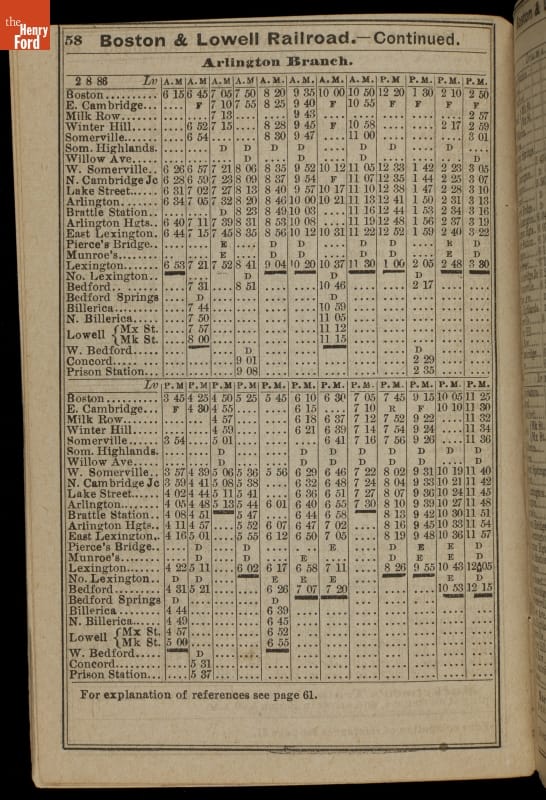 the
Henry
Ford
58 Boston & Lowell Railroad.—Continued.
Arlington Branch.
2 8 86 Lv A.M A.M A.M A.M A.M A.M A.M A.M P.M P.M. P.M. P.M.
Boston 6 15 6 45 7 05 7 50 8 20 9 35 10 00 10 50 12 20 1 30 2 10 2 50
E. Cambridge F 7 10 7 55 8 25 9 40 F 10 55 F F F F
Milk Row 7 13 9 43 2 57
Winter Hill 6 52 7 15 8 28 9 45 F 10 58 2 17 2 59
Somerville 6 54 8 30 9 47 11 00 3 01
Som. Highlands. D D D D D D D D
Willow Ave D D D D D
W. Somerville 6 26 6 57 7 21 8 06 8 35 9 52 10 12 11 05 12 33 1 42 2 23 3 05
N. Cambridge Jc 6 28 6 59 7 23 8 09 8 37 9 54 F 11 07 12 35 1 44 2 25 3 07
Lake Street 6 31 7 02 7 27 8 13 8 40 9 57 10 17 11 10 12 38 1 47 2 28 3 10
Arlington 6 34 7 05 7 32 8 20 8 46 10 00 10 21 11 13 12 41 1 50 2 31 3 13
Brattle Station D 8 23 8 49 10 03 11 16 12 44 1 53 2 34 3 16
Arlington Hgts 6 40 7 11 7 39 8 31 8 53 10 08 11 19 12 48 1 56 2 37 3 19
East Lexington 6 44 7 15 7 45 8 35 8 56 10 12 10 31 11 22 12 52 1 59 2 40 3 22
Pierce's Bridge E D D D D D
Munroe's E D D D D E D
Lexington 6 53 7 21 7 52 8 41 9 04 10 20 10 37 11 30 1 00 2 05 2 48 3 30
No. Lexington D D D
Bedford 7 31 8 51 10 46 2 17
Bedford Springs D D
Billerica 7 44 10 59
N. Billerica 7 50 11 05
Lowell { Mx St. 7 57 11 12
Mk St. 8 00 11 15
W. Bedford D D
Concord 9 01 2 29
Prison Station 9 08 2 35
Lv P.M P.M P.M P.M P.M. P.M. P.M. P.M. P.M. P.M. P.M. P.M.
Boston 3 45 4 25 4 50 5 25 5 45 6 10 6 30 7 05 7 45 9 15 10 05 11 25
E. Cambridge F 4 30 4 55 6 15 7 10 R F 10 10 11 30
Milk Row 4 57 6 18 6 37 7 12 7 52 9 22 11 32
Winter Hill 4 59 6 21 6 39 7 14 7 54 9 24 11 34
Somerville 3 54 5 01 6 41 7 16 7 56 9 26 11 36
Som. Highlands. D D D D D D D D
Willow Ave D D D D D D D D
W. Somerville 3 57 4 39 5 06 5 36 5 56 6 29 6 46 7 22 8 02 9 31 10 19 11 40
N. Cambridge Jc 3 59 4 41 5 08 5 38 6 32 6 48 7 24 8 04 9 33 10 21 11 42
Lake Street 4 02 4 44 5 11 5 41 6 36 6 51 7 27 8 07 9 36 10 24 11 45
Arlington 4 05 4 48 5 13 5 44 6 01 6 40 6 55 7 30 8 10 9 39 10 27 11 48
Brattle Station 4 08 4 51 5 47 6 44 6 58 8 13 9 42 10 30 11 51
Arlington Hgts. 4 11 4 57 5 52 6 07 6 47 7 02 8 16 9 45 10 33 11 54
East Lexington 4 16 5 01 5 55 6 12 6 50 7 05 8 19 9 48 10 36 11 57
Pierce's Bridge D D E D E E
Munroe's D D D E E D
Lexington 4 22 5 11 6 02 6 17 6 58 7 11 8 26 9 55 10 43 12 05
No. Lexington D D E E E E D
Bedford 4 31 5 21 6 26 7 07 7 20 10 53 12 15
Bedford Springs D D
Billerica 4 44 6 39
N. Billerica 4 49 6 45
Lowell { Mx St. 4 57 6 52
Mk St. 5 00 6 55
W. Bedford D
Concord 5 31
Prison Station 5 37
For explanation of references see page 61.